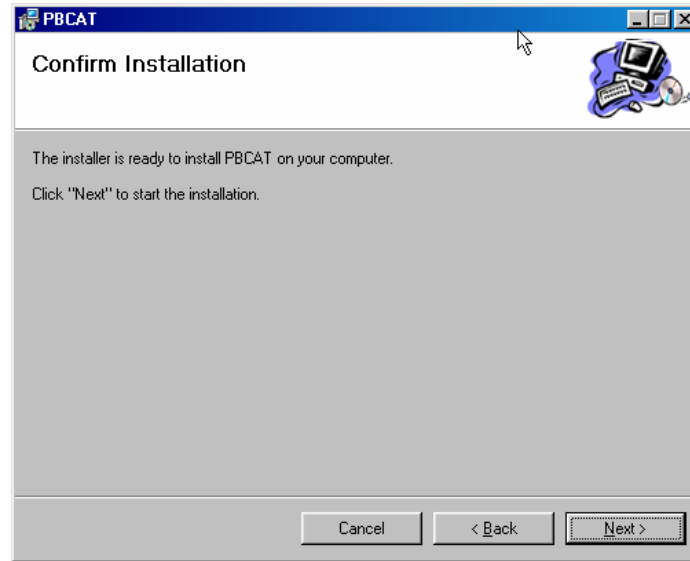 PBCAT
Confirm Installation
The installer is ready to install PBCAT on your computer.
Click "Next" to start the installation.
Cancel
< Back
Next >